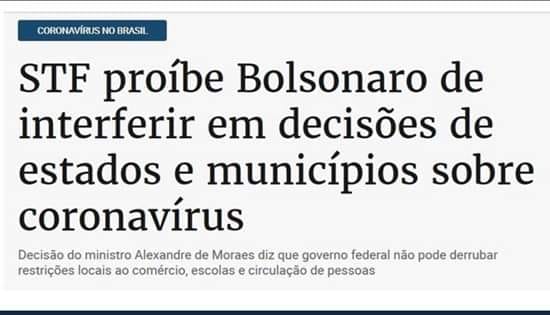 CORONAVÍRUS NO BRASIL
STF proíbe Bolsonaro de
interferir em decisões de
estados e municípios sobre
coronavírus
Decisão do ministro Alexandre de Moraes diz que governo federal não pode derrubar
restrições locais ao comércio, escolas e circulação de pessoas